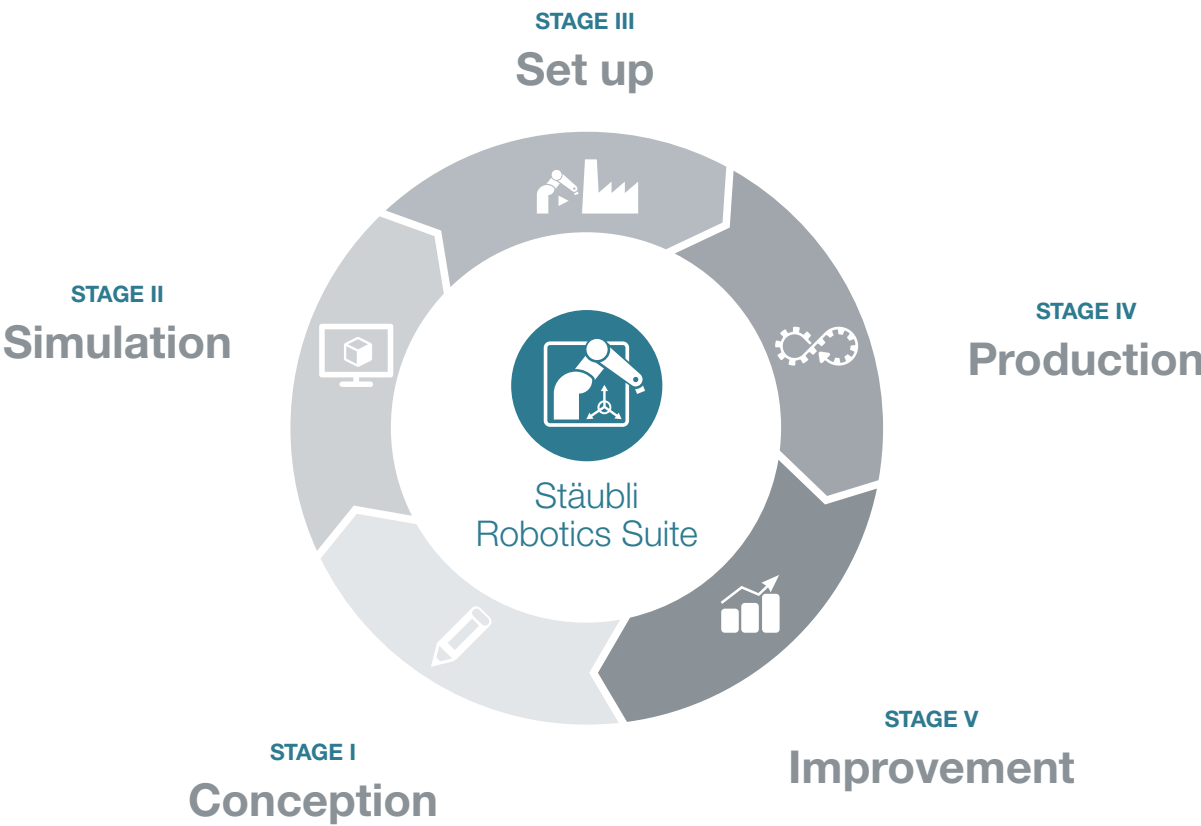 STAGE III
Set up
STAGE II
Simulation
STAGE IV
Production
Stäubli
Robotics Suite
STAGE V
Improvement
STAGE I
Conception